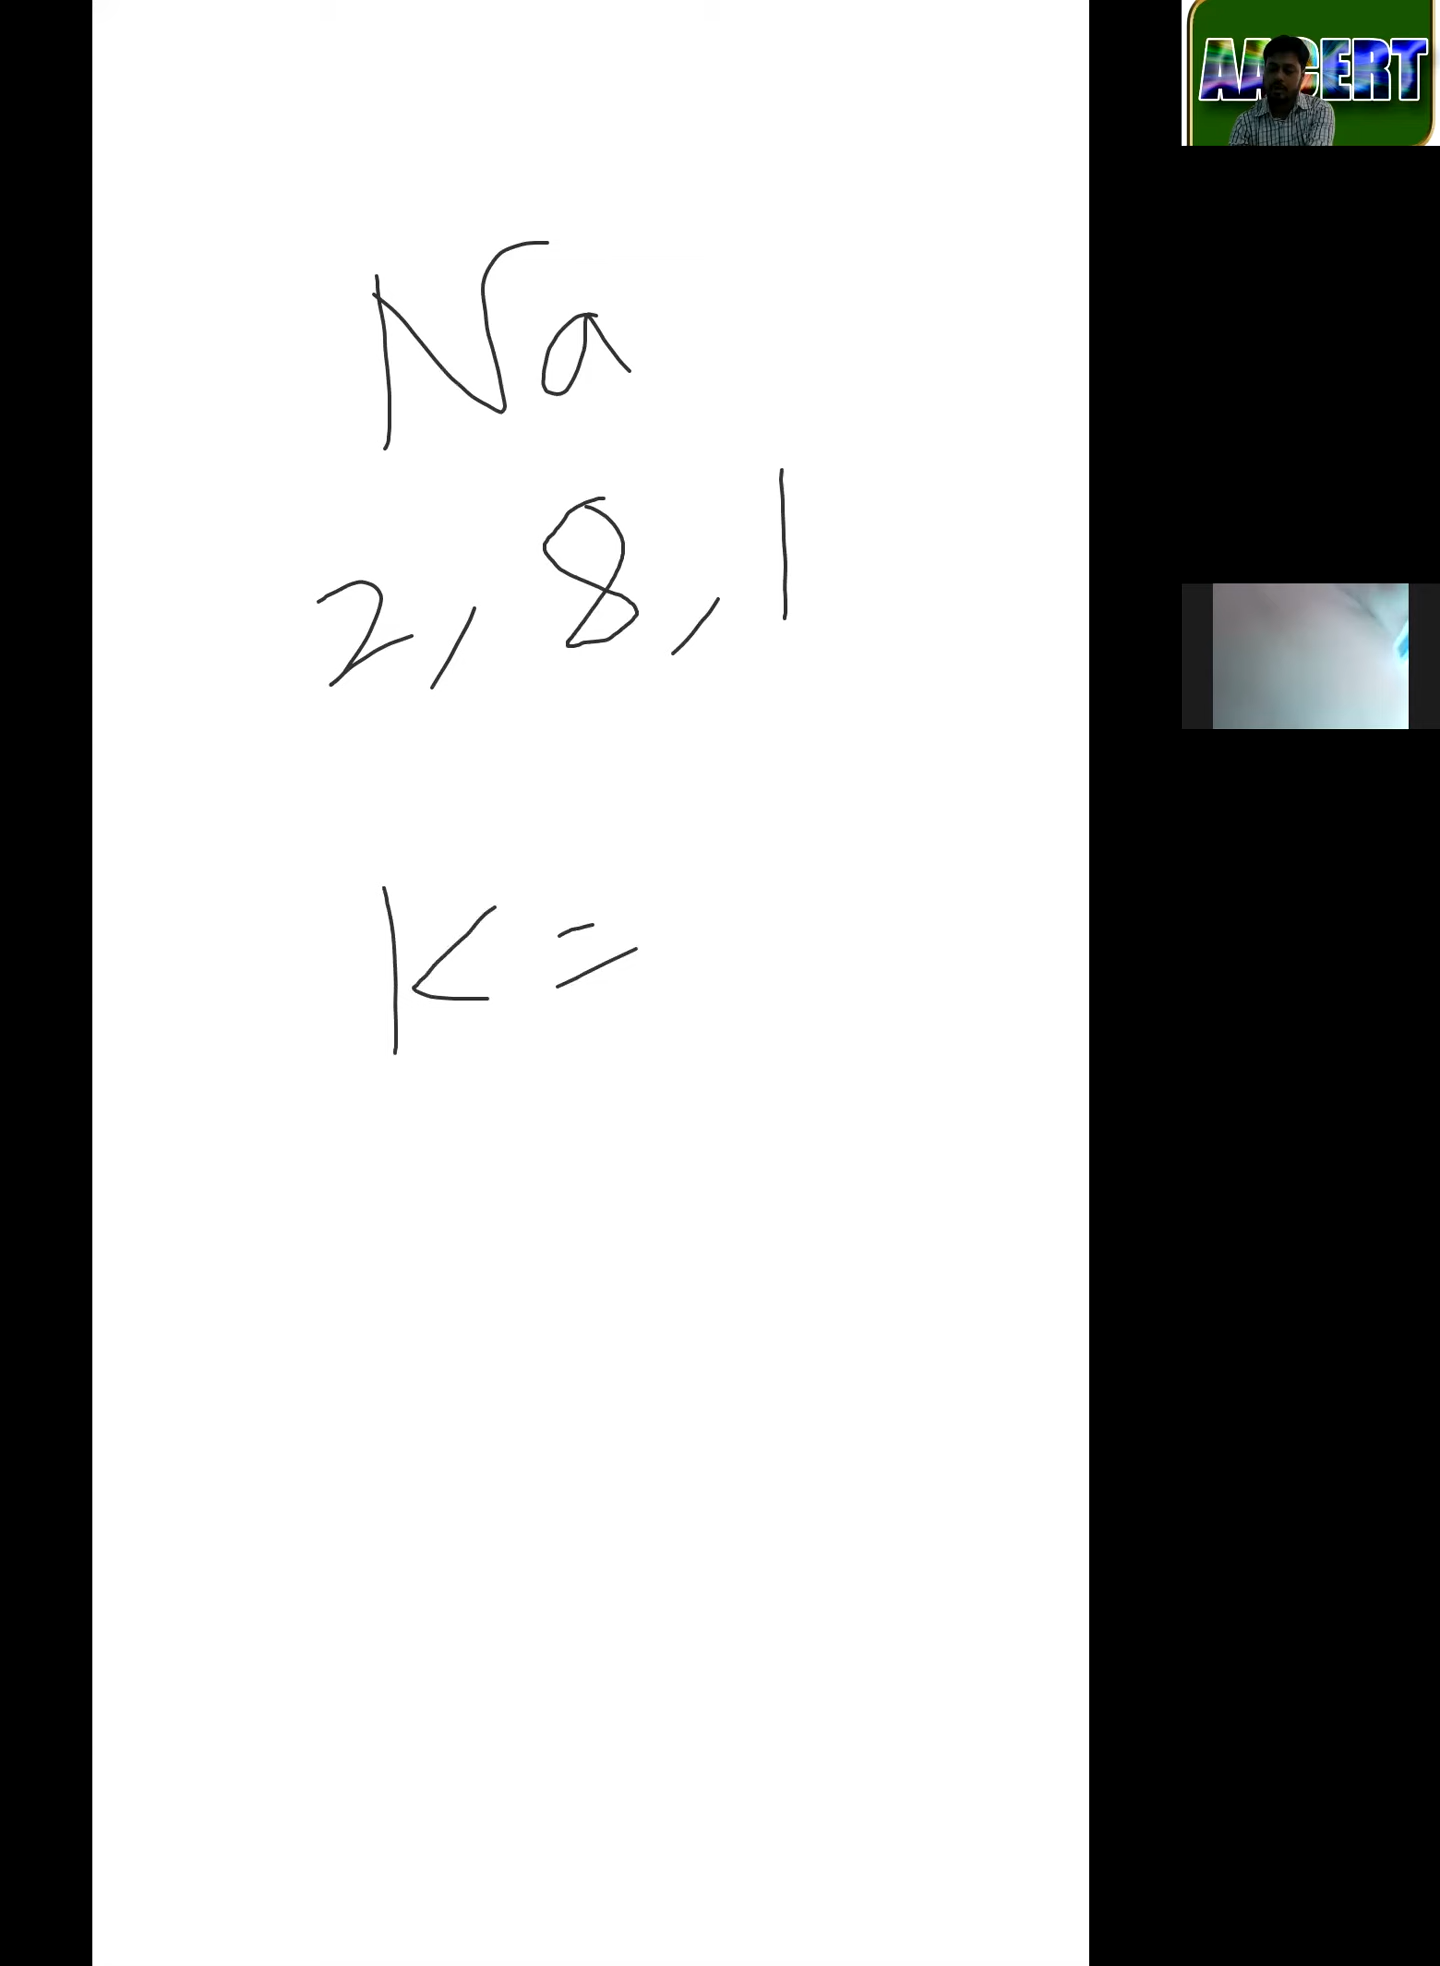 Na
2, 8, 1
K =